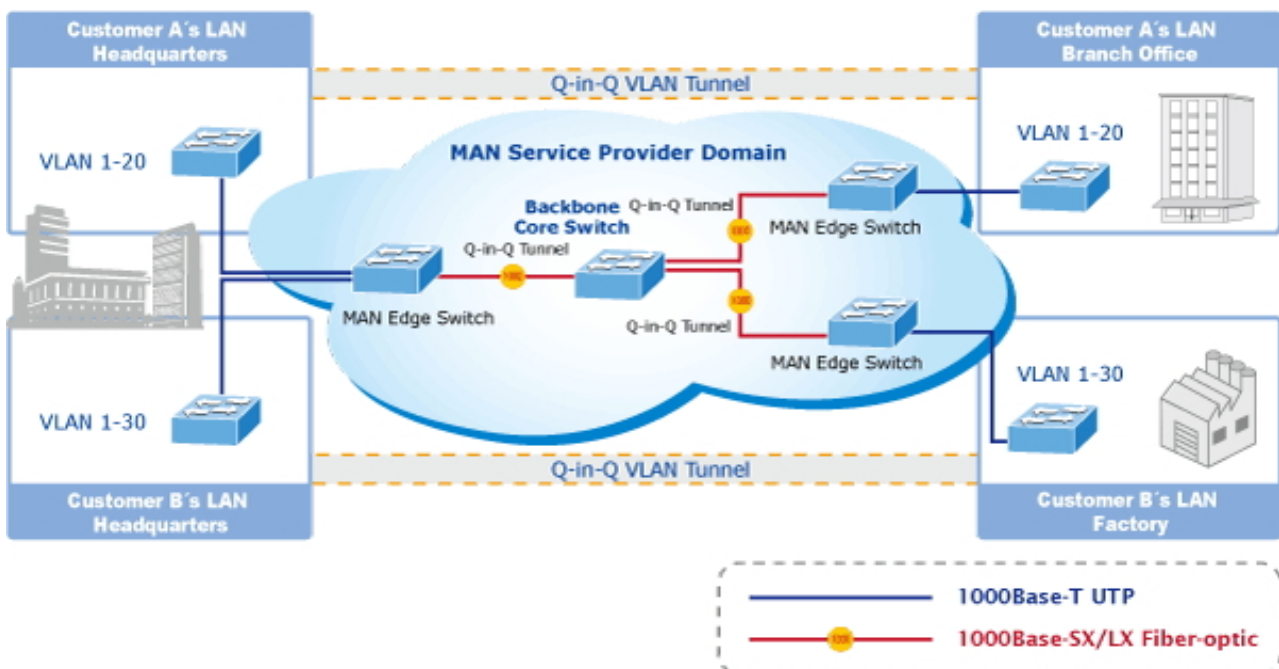 Customer A´s LAN
Headquarters
Customer A´s LAN
Branch Office
Q-in-Q VLAN Tunnel
VLAN 1-20
VLAN 1-20
MAN Service Provider Domain
Backbone
Core Switch
Q-in-Q Tunnel
MAN Edge Switch
Q-in-Q Tunnel
MAN Edge Switch
Q-in-Q Tunnel
MAN Edge Switch
VLAN 1-30
VLAN 1-30
Q-in-Q VLAN Tunnel
Customer B´s LAN
Headquarters
Customer B´s LAN
Factory
1000Base-T UTP
1000Base-SX/LX Fiber-optic